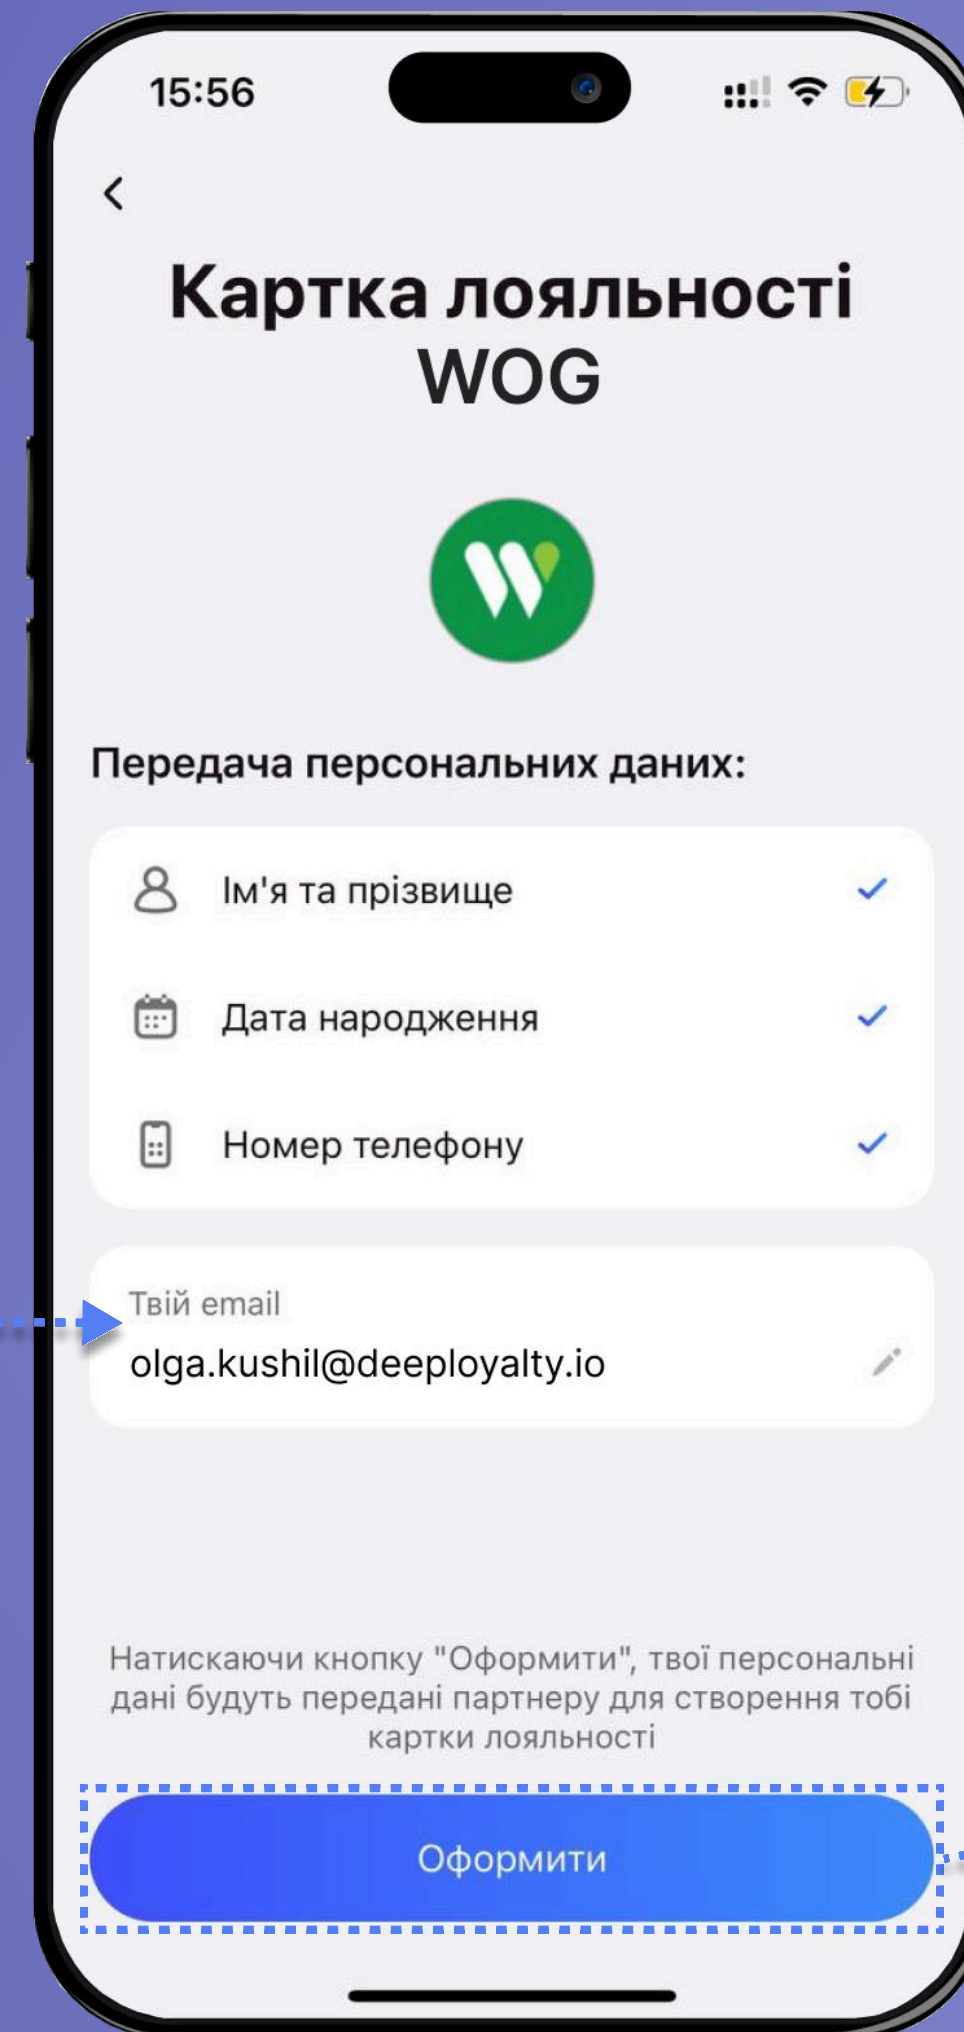 15:56
Картка лояльності
WOG
Передача персональних даних:
Ім'я та прізвище
Дата народження
Номер телефону
Твій email
olga.kushil@deeployalty.io
Натискаючи кнопку "Оформити", твої персональні
дані будуть передані партнеру для створення тобі
картки лояльності
Оформити